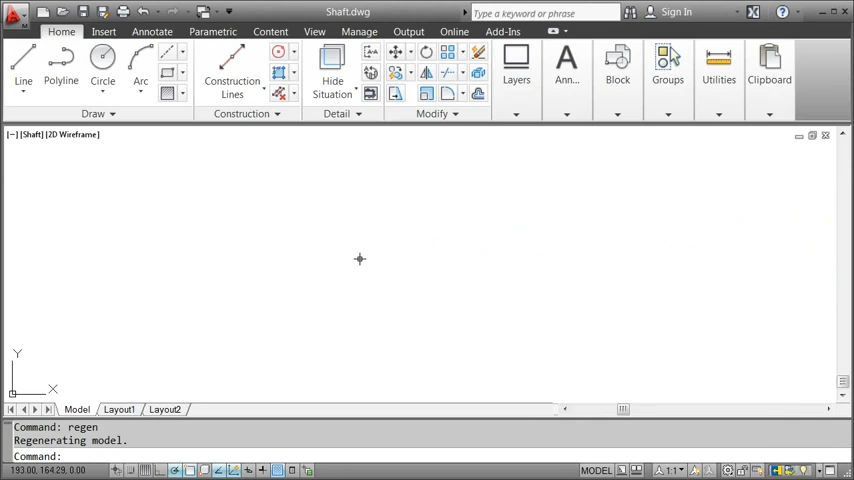 Shaft.dwg
Type a keyword or phrase
Sign In
Home Insert Annotate Parametric Content View Manage Output Online Add-Ins
Line Polyline Circle Arc Construction Lines Hide Situation Layers Ann... Block Groups Utilities Clipboard
Draw Construction Detail Modify
[−] [Shaft] [2D Wireframe]
Y
X
Model Layout1 Layout2
Command: regen
Regenerating model.
Command:
193.00, 164.29, 0.00 MODEL 1:1